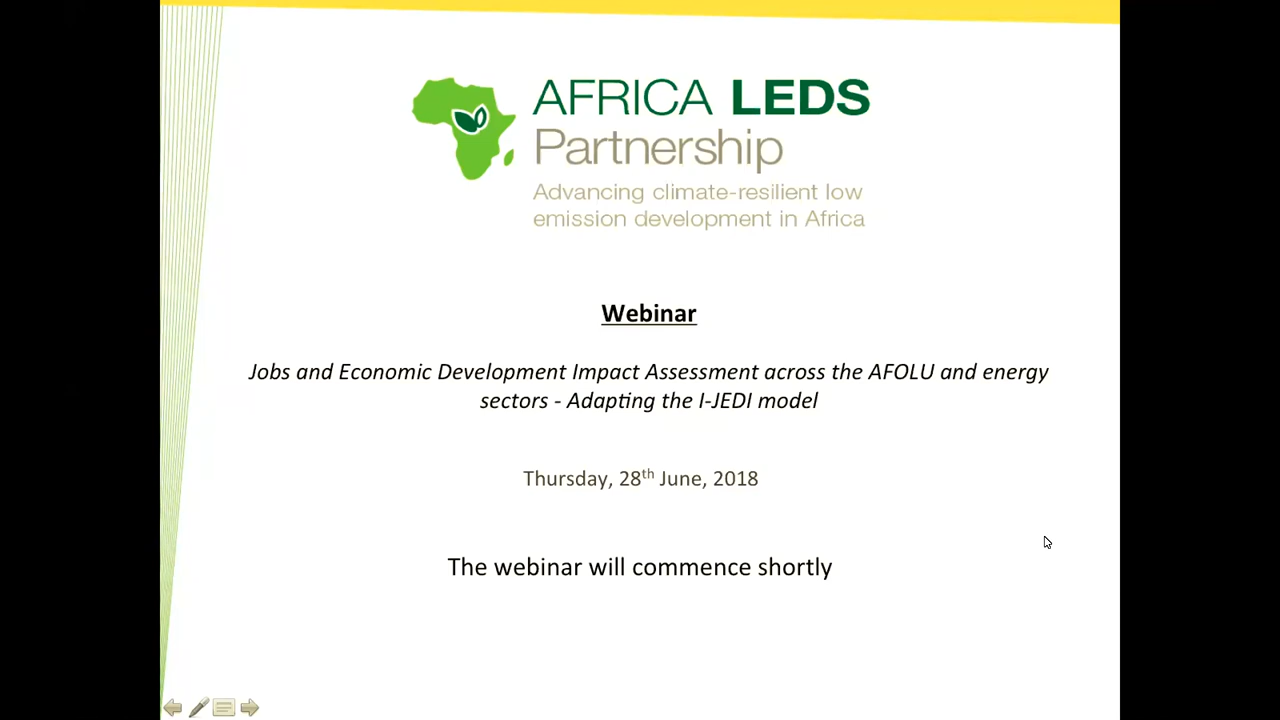 AFRICA LEDS
Partnership
Advancing climate-resilient low
emission development in Africa
Webinar
Jobs and Economic Development Impact Assessment across the AFOLU and energy
sectors - Adapting the I-JEDI model
Thursday, 28th June, 2018
The webinar will commence shortly